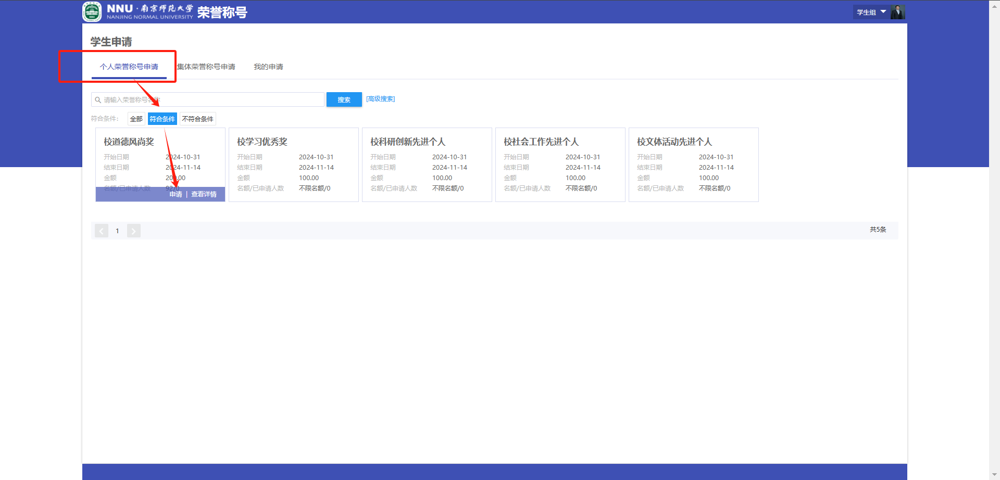 NNU·南京师范大学
NANJING NORMAL UNIVERSITY
荣誉称号
学生组
学生申请
个人荣誉称号申请 集体荣誉称号申请 我的申请
请输入荣誉称号名称 搜索 [高级搜索]
符合条件: 全部 符合条件 不符合条件
校道德风尚奖
开始日期 2024-10-31
结束日期 2024-11-14
金额 200.00
名额/已申请人数 92/0
申请 | 查看详情
校学习优秀奖
开始日期 2024-10-31
结束日期 2024-11-14
金额 100.00
名额/已申请人数 不限名额/0
校科研创新先进个人
开始日期 2024-10-31
结束日期 2024-11-14
金额 100.00
名额/已申请人数 不限名额/0
校社会工作先进个人
开始日期 2024-10-31
结束日期 2024-11-14
金额 100.00
名额/已申请人数 不限名额/0
校文体活动先进个人
开始日期 2024-10-31
结束日期 2024-11-14
金额 100.00
名额/已申请人数 不限名额/0
1 共5条